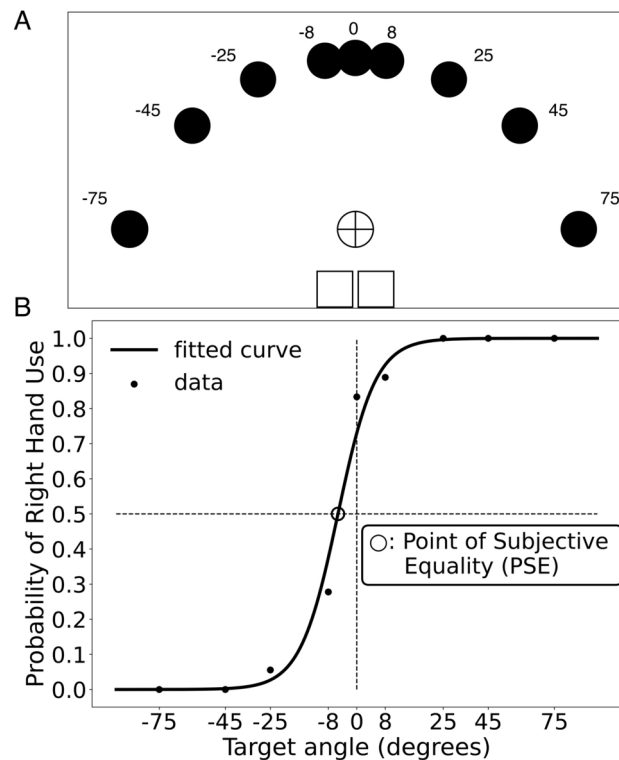 A
-8 0 8
-25 25
-45 45
-75 75
B
1.0
0.9
0.8
0.7
0.6
0.5
0.4
0.3
0.2
0.1
0.0
Probability of Right Hand Use
fitted curve
data
○: Point of Subjective
Equality (PSE)
-75 -45 -25 -8 0 8 25 45 75
Target angle (degrees)